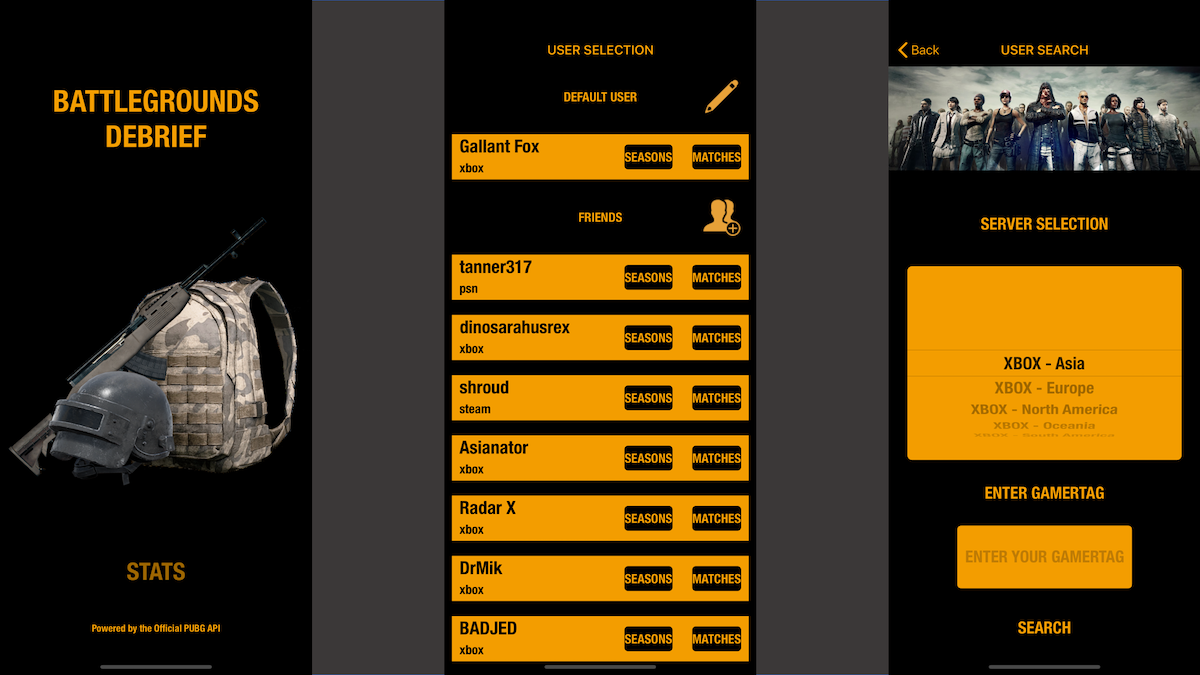 BATTLEGROUNDS
DEBRIEF
STATS
Powered by the Official PUBG API
USER SELECTION
DEFAULT USER
Gallant Fox
xbox
SEASONS
MATCHES
FRIENDS
tanner317
psn
SEASONS
MATCHES
dinosarahusrex
xbox
SEASONS
MATCHES
shroud
steam
SEASONS
MATCHES
Asianator
xbox
SEASONS
MATCHES
Radar X
xbox
SEASONS
MATCHES
DrMik
xbox
SEASONS
MATCHES
BADJED
xbox
SEASONS
MATCHES
Back
USER SEARCH
SERVER SELECTION
XBOX - Asia
XBOX - Europe
XBOX - North America
XBOX - Oceania
XBOX - South America
ENTER GAMERTAG
ENTER YOUR GAMERTAG
SEARCH